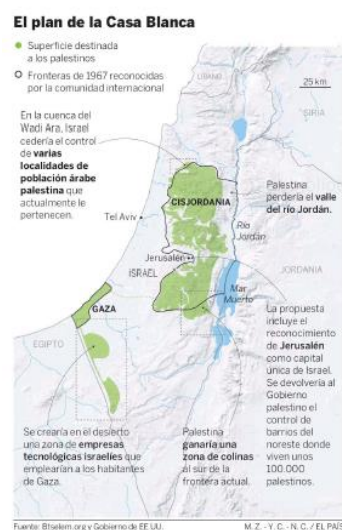 El plan de la Casa Blanca
Superficie destinada
a los palestinos
Fronteras de 1967 reconocidas
por la comunidad internacional
LÍBANO
25 km
SIRIA
En la cuenca del
Wadi Ara, Israel
cedería el control
de varias
localidades de
población árabe
palestina que
actualmente le
pertenecen.
CISJORDANIA
Palestina
perdería el valle
del río Jordán.
Tel Aviv
Río
Jordán
Jerusalén
ISRAEL
JORDANIA
Mar
Muerto
GAZA
EGIPTO
La propuesta
incluye el
reconocimiento
de Jerusalén
como capital
única de Israel.
Se devolvería al
Gobierno
palestino el
control de
barrios del
noreste donde
viven unos
100.000
palestinos.
Se crearía en el desierto
una zona de empresas
tecnológicas israelíes que
emplearían a los habitantes
de Gaza.
Palestina
ganaría una
zona de colinas
al sur de la
frontera actual.
Fuente: Btselem.org y Gobierno de EE UU.
M. Z. - Y. C. - N. C. / EL PAÍS